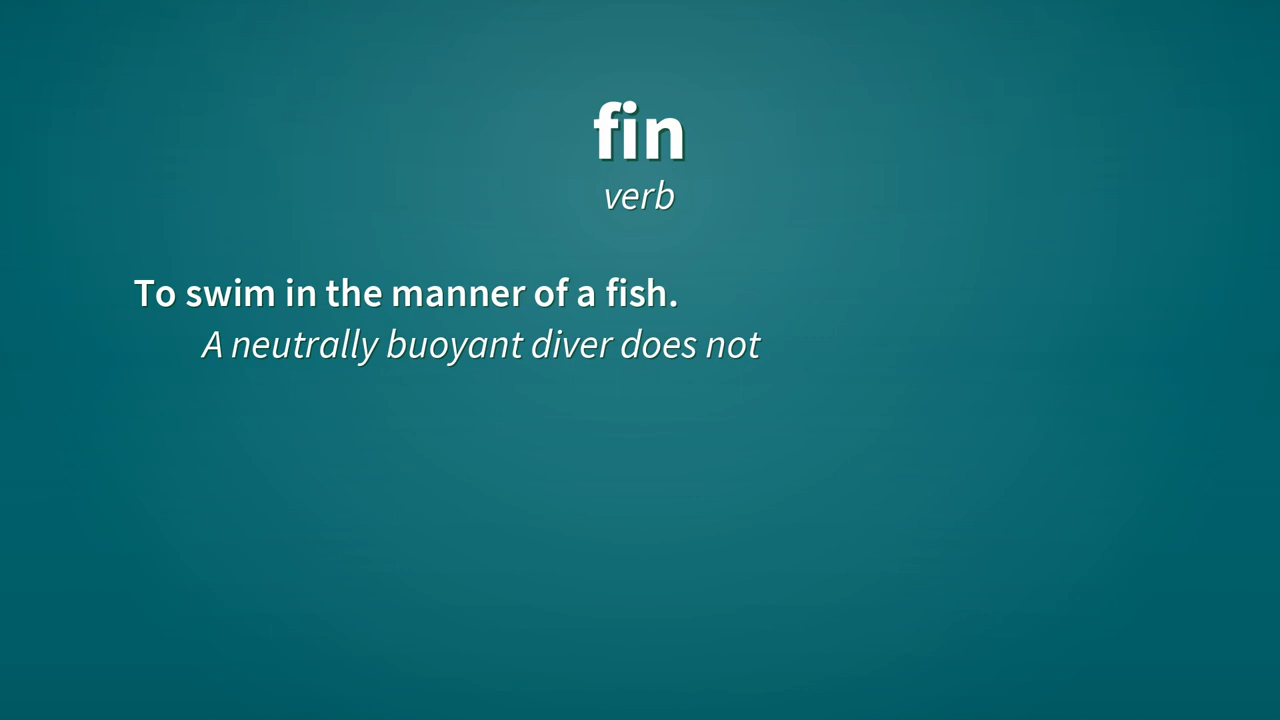 fin
verb
To swim in the manner of a fish.
A neutrally buoyant diver does not